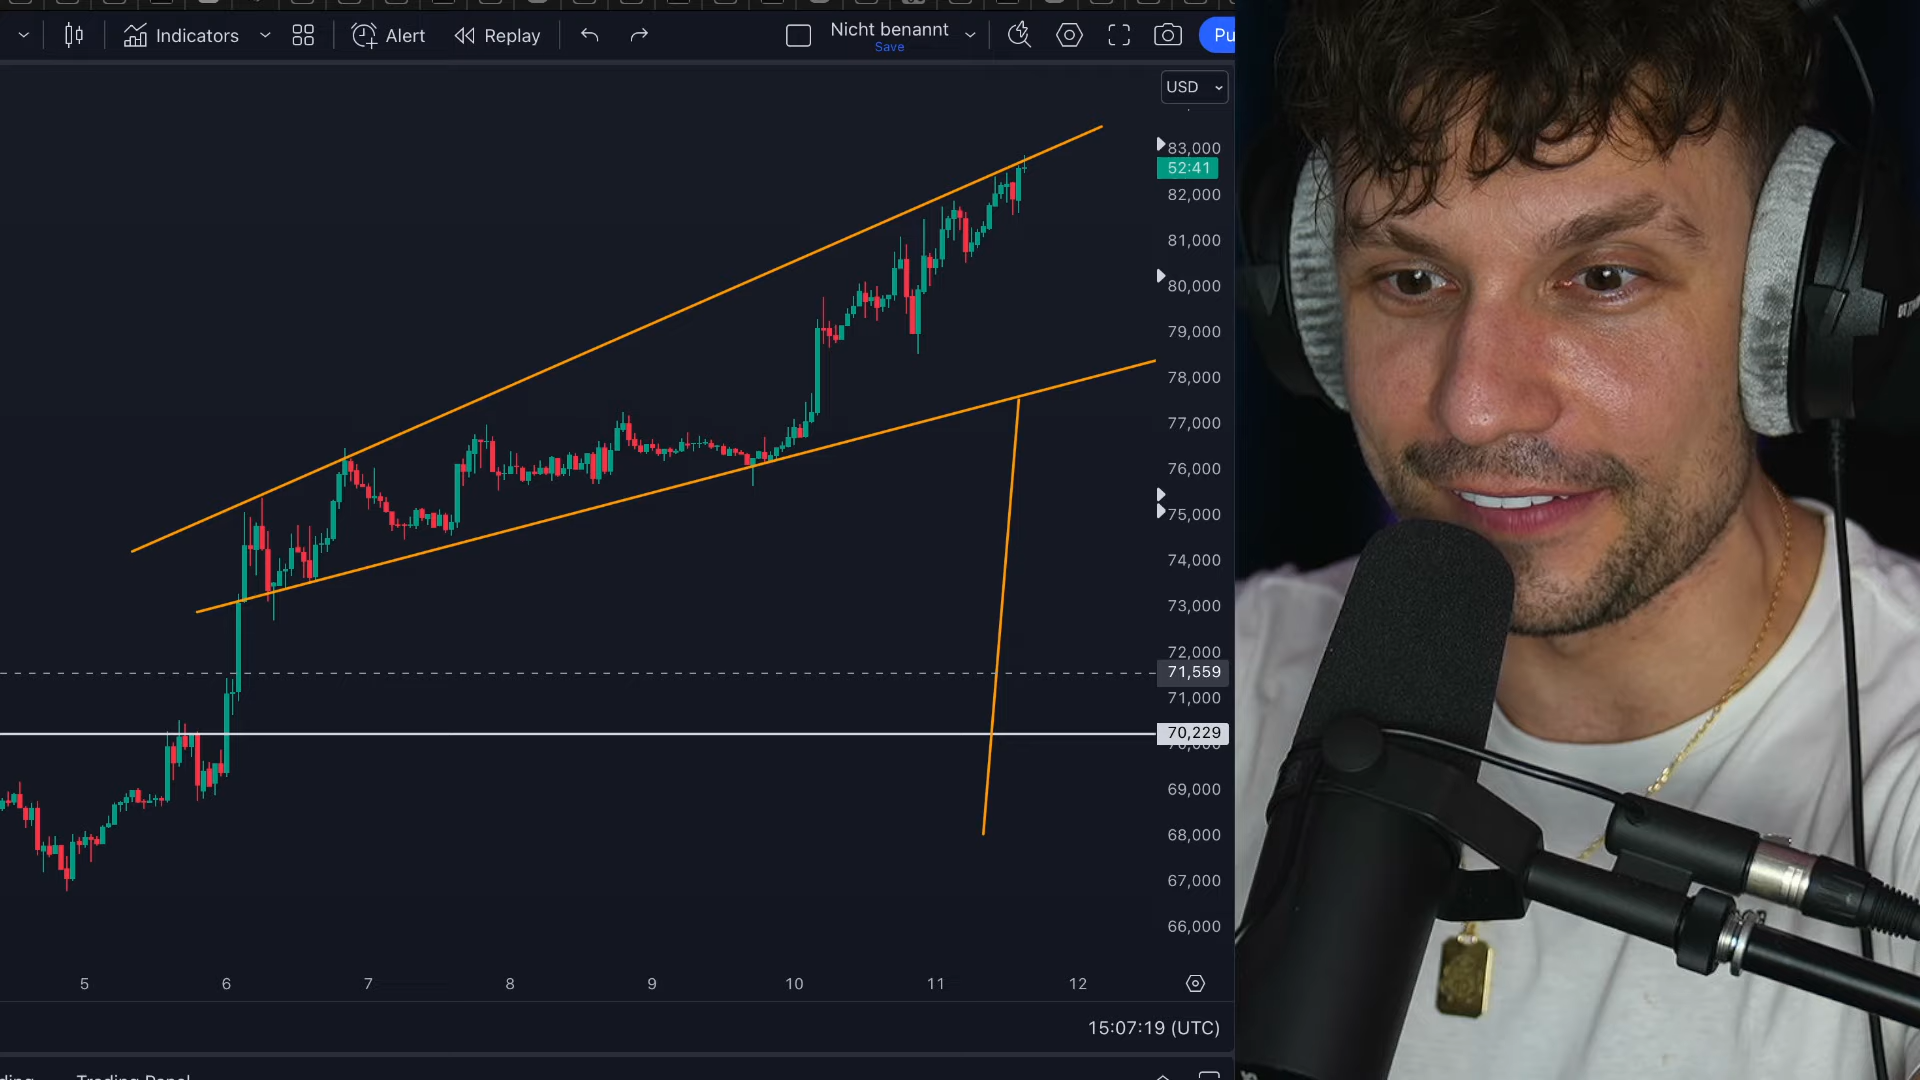 Indicators
Alert
Replay
Nicht benannt
Save
Pu
USD
83,000
52:41
82,000
81,000
80,000
79,000
78,000
77,000
76,000
75,000
74,000
73,000
72,000
71,559
71,000
70,229
69,000
68,000
67,000
66,000
5 6 7 8 9 10 11 12
15:07:19 (UTC)
Trading Panel